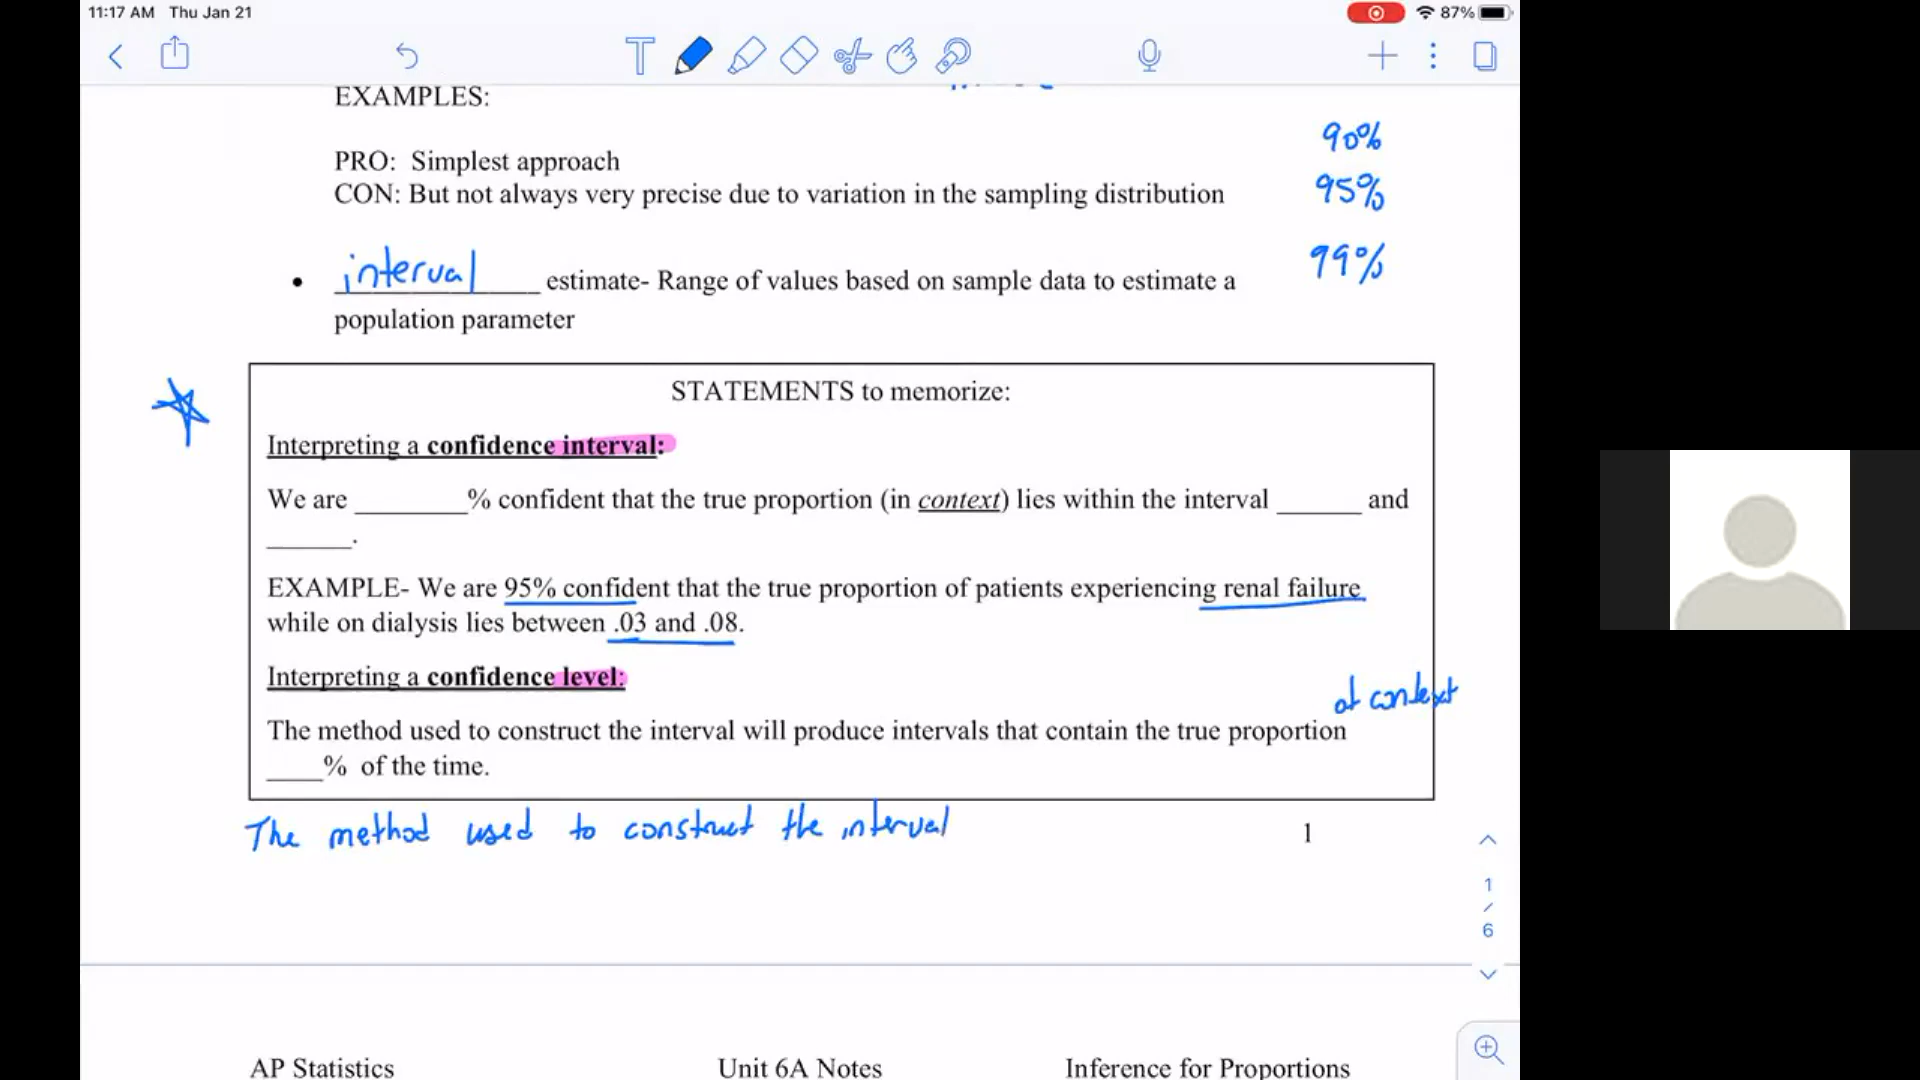 11:17 AM Thu Jan 21
87%
T
EXAMPLES:
90%
PRO: Simplest approach
CON: But not always very precise due to variation in the sampling distribution
95%
99%
• interval estimate- Range of values based on sample data to estimate a
population parameter
STATEMENTS to memorize:
Interpreting a confidence interval:
We are ________% confident that the true proportion (in context) lies within the interval ______ and
______.
EXAMPLE- We are 95% confident that the true proportion of patients experiencing renal failure
while on dialysis lies between .03 and .08.
Interpreting a confidence level:
of context
The method used to construct the interval will produce intervals that contain the true proportion
____% of the time.
The method used to construct the interval
1
1
/
6
AP Statistics Unit 6A Notes Inference for Proportions